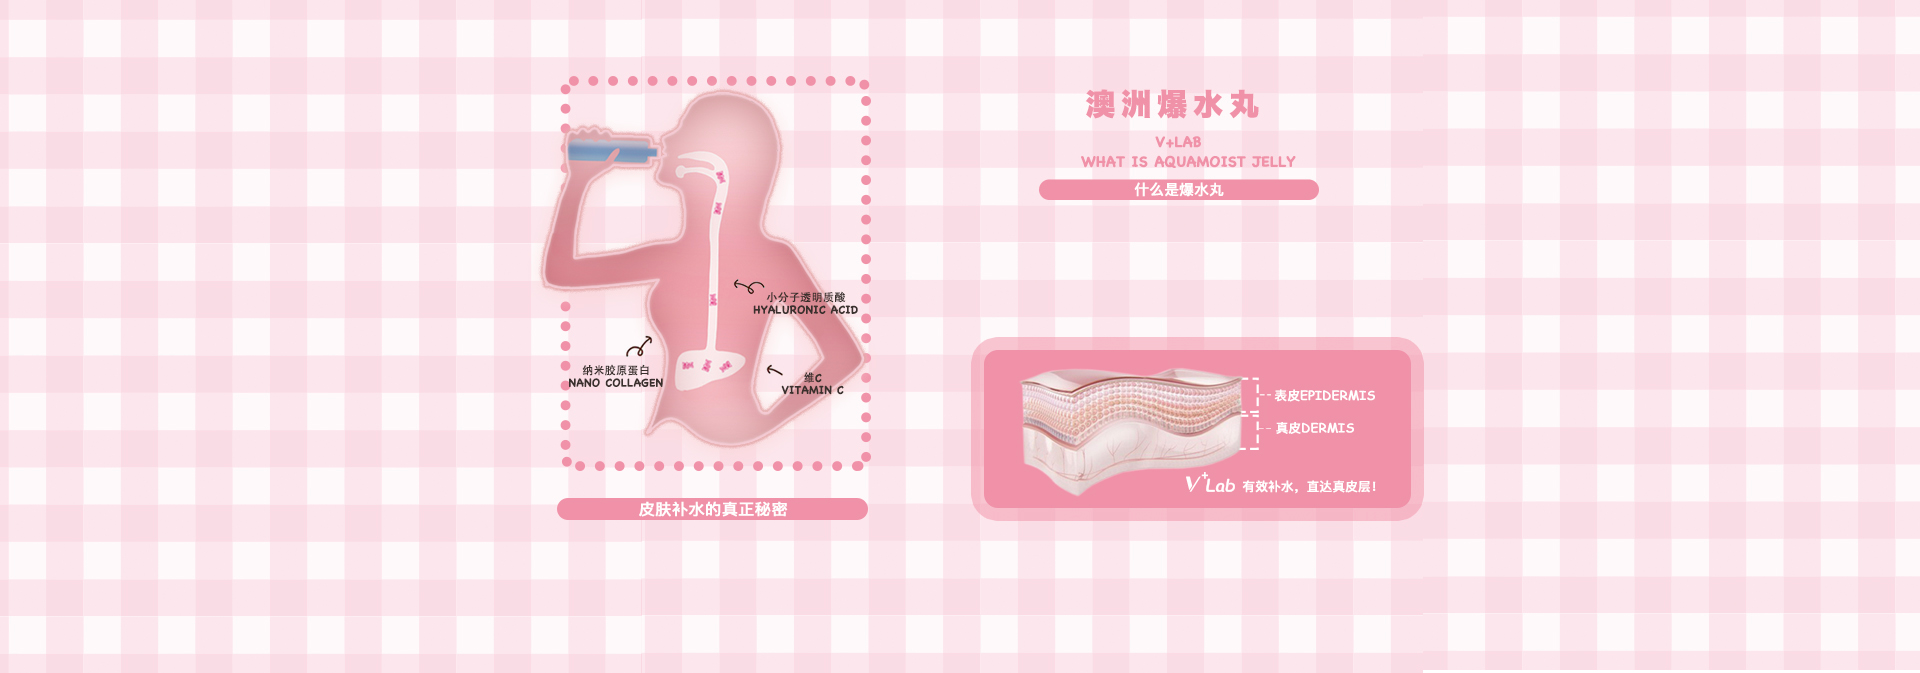 小分子透明质酸
HYALURONIC ACID
纳米胶原蛋白
NANO COLLAGEN
维C
VITAMIN C
皮肤补水的真正秘密
澳洲爆水丸
V+LAB
WHAT IS AQUAMOIST JELLY
什么是爆水丸
表皮EPIDERMIS
真皮DERMIS
V+Lab 有效补水，直达真皮层！